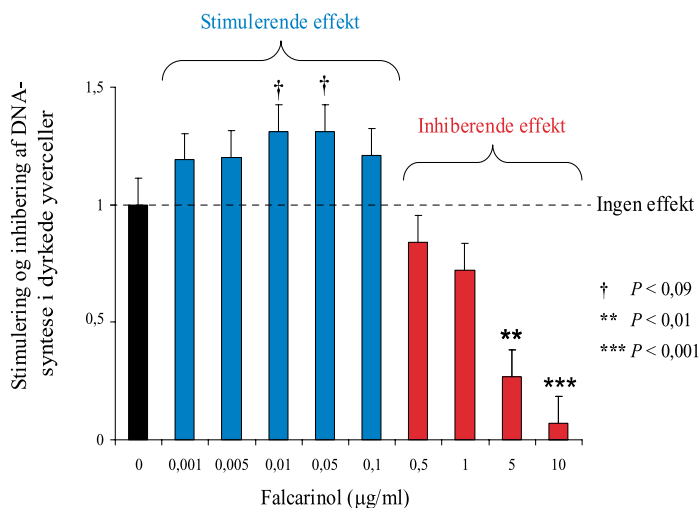 Stimulerende effekt
Stimulering og inhibering af DNA-
syntese i dyrkede yverceller
1,5
1
0,5
0
† †
Inhiberende effekt
Ingen effekt
† P < 0,09
** P < 0,01
*** P < 0,001
**
***
0 0,001 0,005 0,01 0,05 0,1 0,5 1 5 10
Falcarinol (μg/ml)